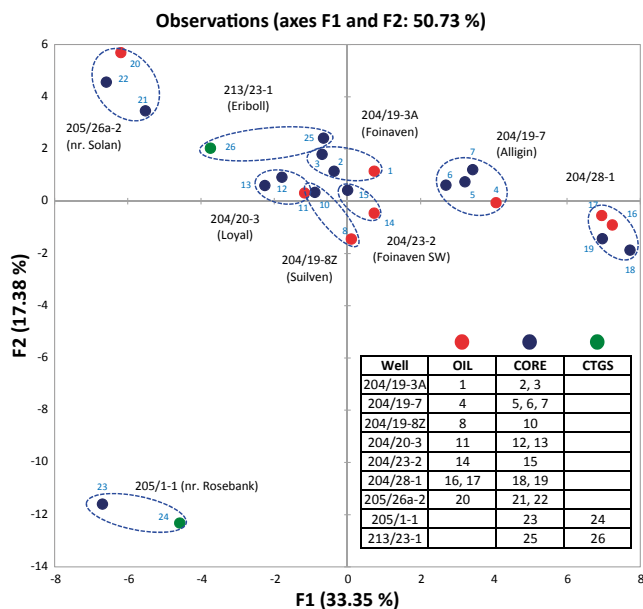 Observations (axes F1 and F2: 50.73 %)
F2 (17.38 %)
6
4
2
0
-2
-4
-6
-8
-10
-12
-14
20
22
21
205/26a-2
(nr. Solan)
213/23-1
(Eriboll)
26
25
204/19-3A
(Foinaven)
3
2
1
204/19-7
(Alligin)
7
6
5
4
204/28-1
17
16
19
18
13
12
11
10
15
14
8
204/20-3
(Loyal)
204/19-8Z
(Suilven)
204/23-2
(Foinaven SW)
23
205/1-1 (nr. Rosebank)
24
Well OIL CORE CTGS
204/19-3A 1 2, 3
204/19-7 4 5, 6, 7
204/19-8Z 8 10
204/20-3 11 12, 13
204/23-2 14 15
204/28-1 16, 17 18, 19
205/26a-2 20 21, 22
205/1-1 23 24
213/23-1 25 26
-8 -6 -4 -2 0 2 4 6 8
F1 (33.35 %)